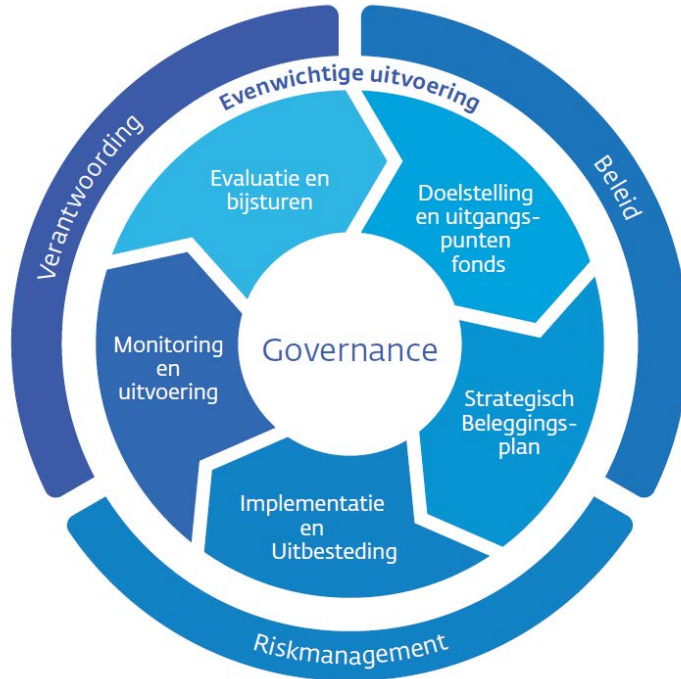 Evenwichtige uitvoering
Verantwoording
Beleid
Evaluatie en
bijsturen
Doelstelling
en uitgangs-
punten
fonds
Monitoring
en
uitvoering
Governance
Strategisch
Beleggings-
plan
Implementatie
en
Uitbesteding
Riskmanagement